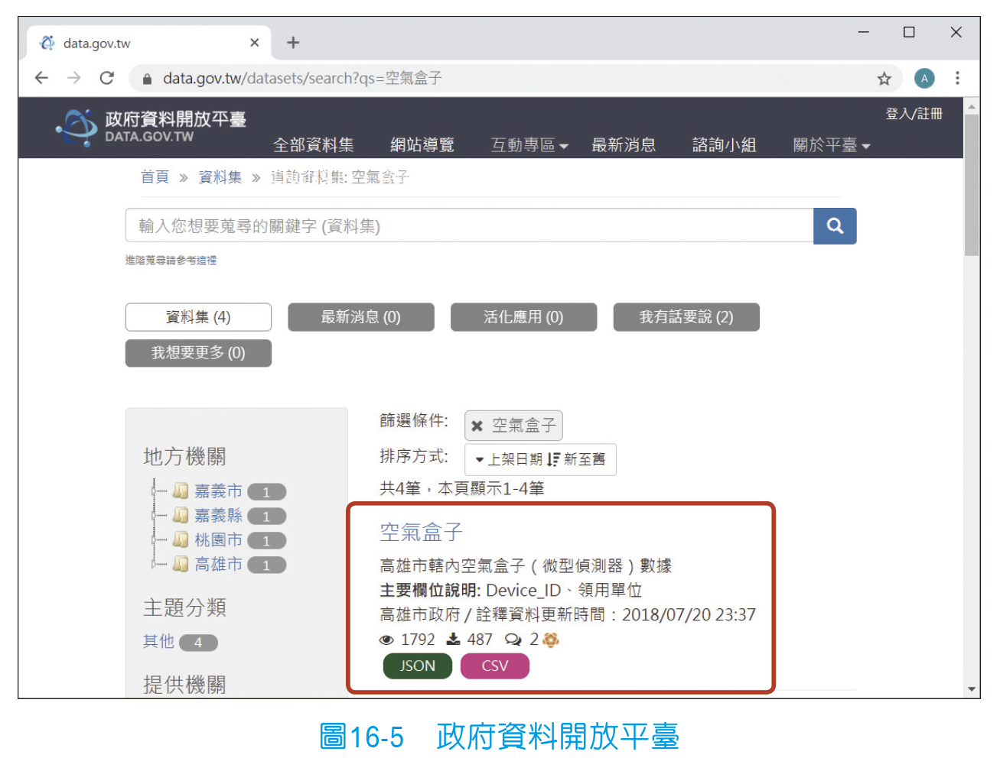 data.gov.tw
data.gov.tw/datasets/search?qs=空氣盒子
A
政府資料開放平臺
DATA.GOV.TW
登入/註冊
全部資料集 網站導覽 互動專區 最新消息 諮詢小組 關於平臺
首頁 » 資料集 » 查詢資料集: 空氣盒子
輸入您想要蒐尋的關鍵字 (資料集)
進階蒐尋請參考這裡
資料集 (4) 最新消息 (0) 活化應用 (0) 我有話要說 (2)
我想要更多 (0)
地方機關
嘉義市 1
嘉義縣 1
桃園市 1
高雄市 1
主題分類
其他 4
提供機關
篩選條件: 空氣盒子
排序方式: 上架日期 新至舊
共4筆，本頁顯示1-4筆
空氣盒子
高雄市轄內空氣盒子（微型偵測器）數據
主要欄位說明: Device_ID、領用單位
高雄市政府 / 詮釋資料更新時間：2018/07/20 23:37
1792 487 2
JSON CSV
圖16-5 政府資料開放平臺